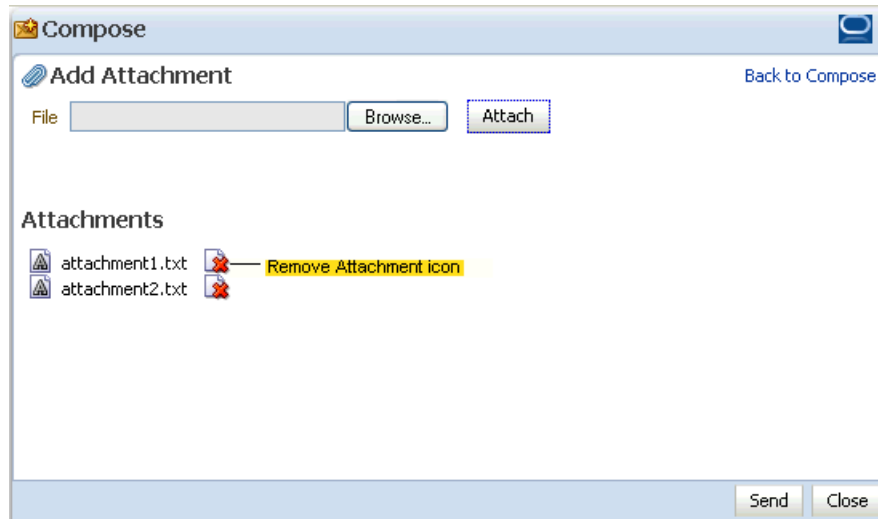 Compose
Add Attachment Back to Compose
File Browse... Attach
Attachments
attachment1.txt Remove Attachment icon
attachment2.txt
Send Close